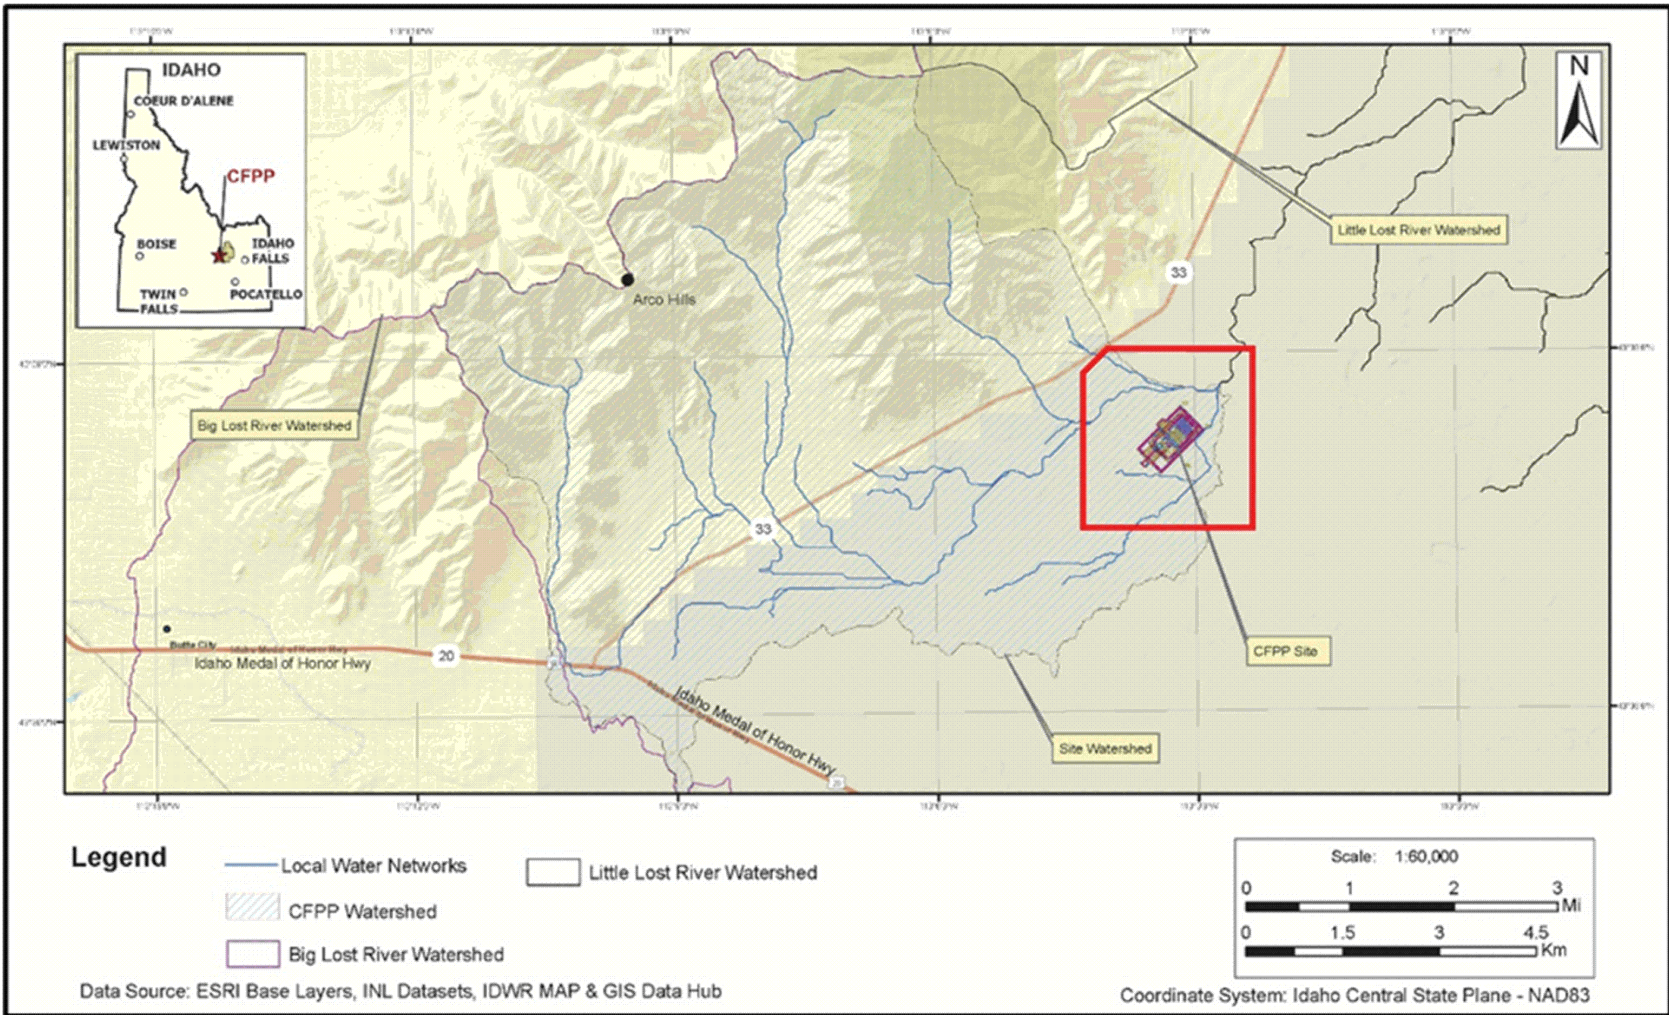 N
IDAHO
COEUR D'ALENE
LEWISTON
CFPP
BOISE
IDAHO
FALLS
TWIN
FALLS
POCATELLO
Little Lost River Watershed
33
Arco Hills
Big Lost River Watershed
33
CFPP Site
Butte City
Idaho Medal of Honor Hwy
20
Idaho Medal of Honor Hwy
Site Watershed
20
Legend
Local Water Networks
Little Lost River Watershed
CFPP Watershed
Big Lost River Watershed
Scale: 1:60,000
0 1 2 3
Mi
0 1.5 3 4.5
Km
Data Source: ESRI Base Layers, INL Datasets, IDWR MAP & GIS Data Hub
Coordinate System: Idaho Central State Plane - NAD83